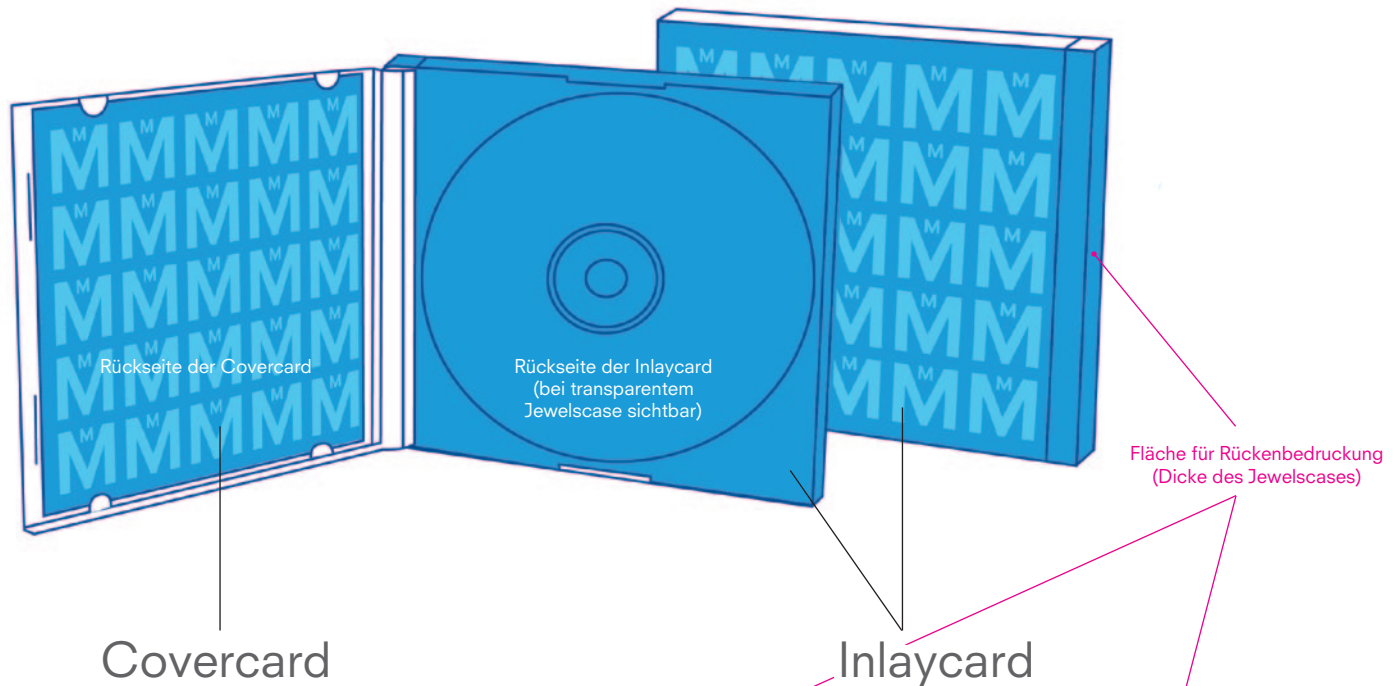 Rückseite der Covercard
Rückseite der Inlaycard
(bei transparentem
Jewelscase sichtbar)
Fläche für Rückenbedruckung
(Dicke des Jewelscases)
Covercard
Inlaycard